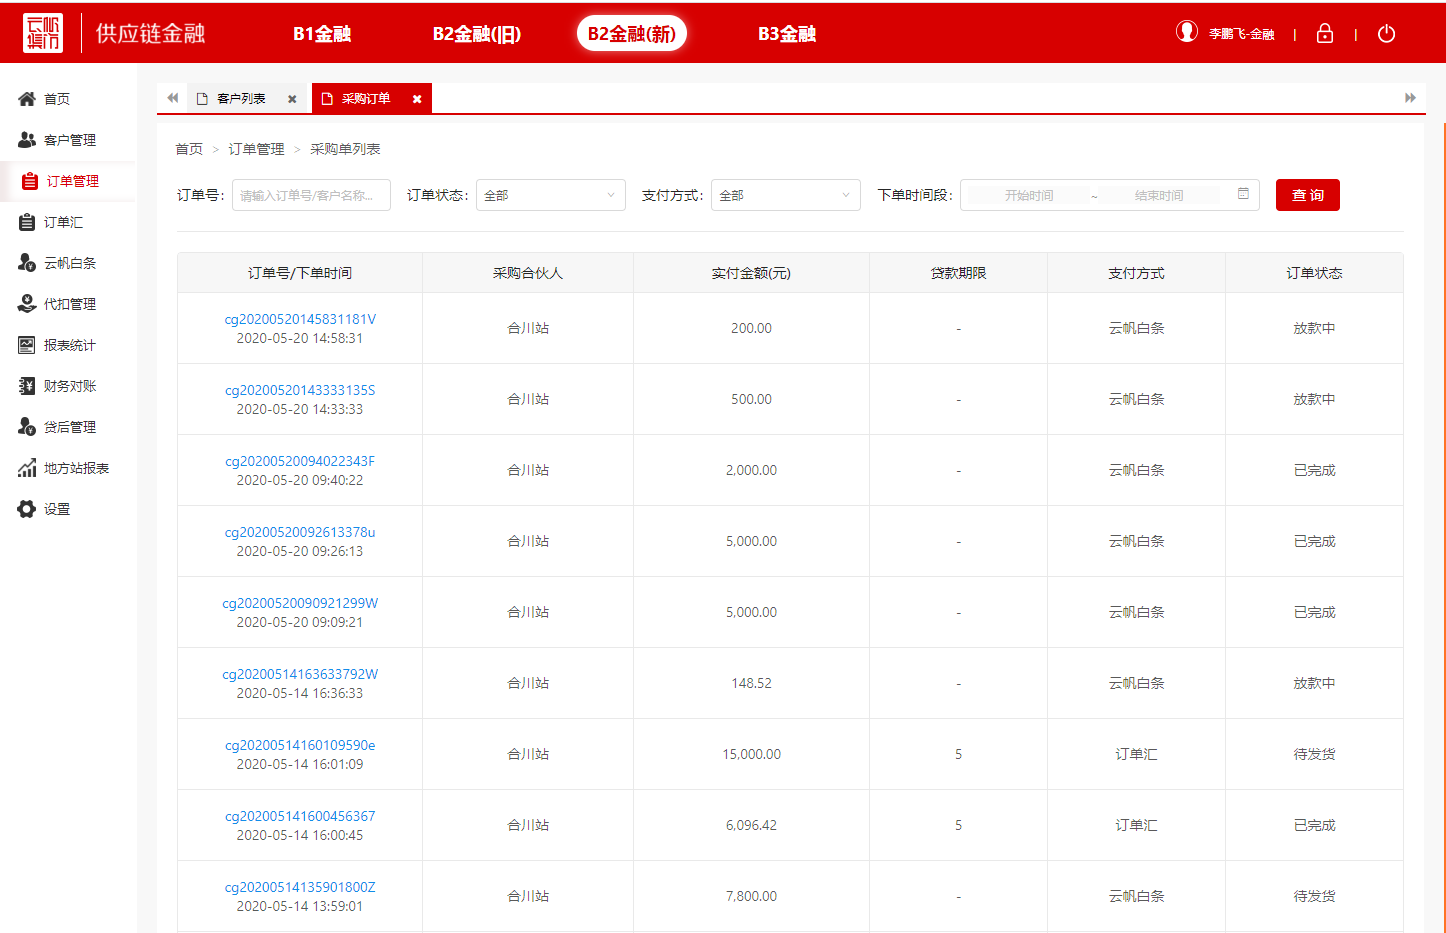 云帆
集订
供应链金融
B1金融
B2金融(旧)
B2金融(新)
B3金融
李鹏飞-金融
首页
客户管理
订单管理
订单汇
云帆白条
代扣管理
报表统计
财务对账
贷后管理
地方站报表
设置
客户列表
采购订单
首页 > 订单管理 > 采购单列表
订单号: 请输入订单号/客户名称... 订单状态: 全部 支付方式: 全部 下单时间段: 开始时间 ~ 结束时间 查 询
订单号/下单时间 采购合伙人 实付金额(元) 贷款期限 支付方式 订单状态
cg20200520145831181V
2020-05-20 14:58:31
合川站 200.00 - 云帆白条 放款中
cg20200520143333135S
2020-05-20 14:33:33
合川站 500.00 - 云帆白条 放款中
cg20200520094022343F
2020-05-20 09:40:22
合川站 2,000.00 - 云帆白条 已完成
cg20200520092613378u
2020-05-20 09:26:13
合川站 5,000.00 - 云帆白条 已完成
cg20200520090921299W
2020-05-20 09:09:21
合川站 5,000.00 - 云帆白条 已完成
cg20200514163633792W
2020-05-14 16:36:33
合川站 148.52 - 云帆白条 放款中
cg20200514160109590e
2020-05-14 16:01:09
合川站 15,000.00 5 订单汇 待发货
cg202005141600456367
2020-05-14 16:00:45
合川站 6,096.42 5 订单汇 已完成
cg20200514135901800Z
2020-05-14 13:59:01
合川站 7,800.00 - 云帆白条 待发货